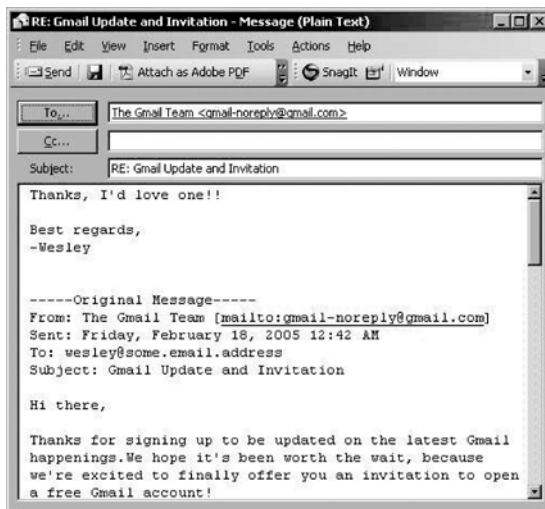 RE: Gmail Update and Invitation - Message (Plain Text)
File Edit View Insert Format Tools Actions Help
Send Attach as Adobe PDF SnagIt Window
To... The Gmail Team <gmail-noreply@gmail.com>
Cc...
Subject: RE: Gmail Update and Invitation
Thanks, I'd love one!!
Best regards,
-Wesley
-----Original Message-----
From: The Gmail Team [mailto:gmail-noreply@gmail.com]
Sent: Friday, February 18, 2005 12:42 AM
To: wesley@some.email.address
Subject: Gmail Update and Invitation
Hi there,
Thanks for signing up to be updated on the latest Gmail
happenings.We hope it's been worth the wait, because
we're excited to finally offer you an invitation to open
a free Gmail account!